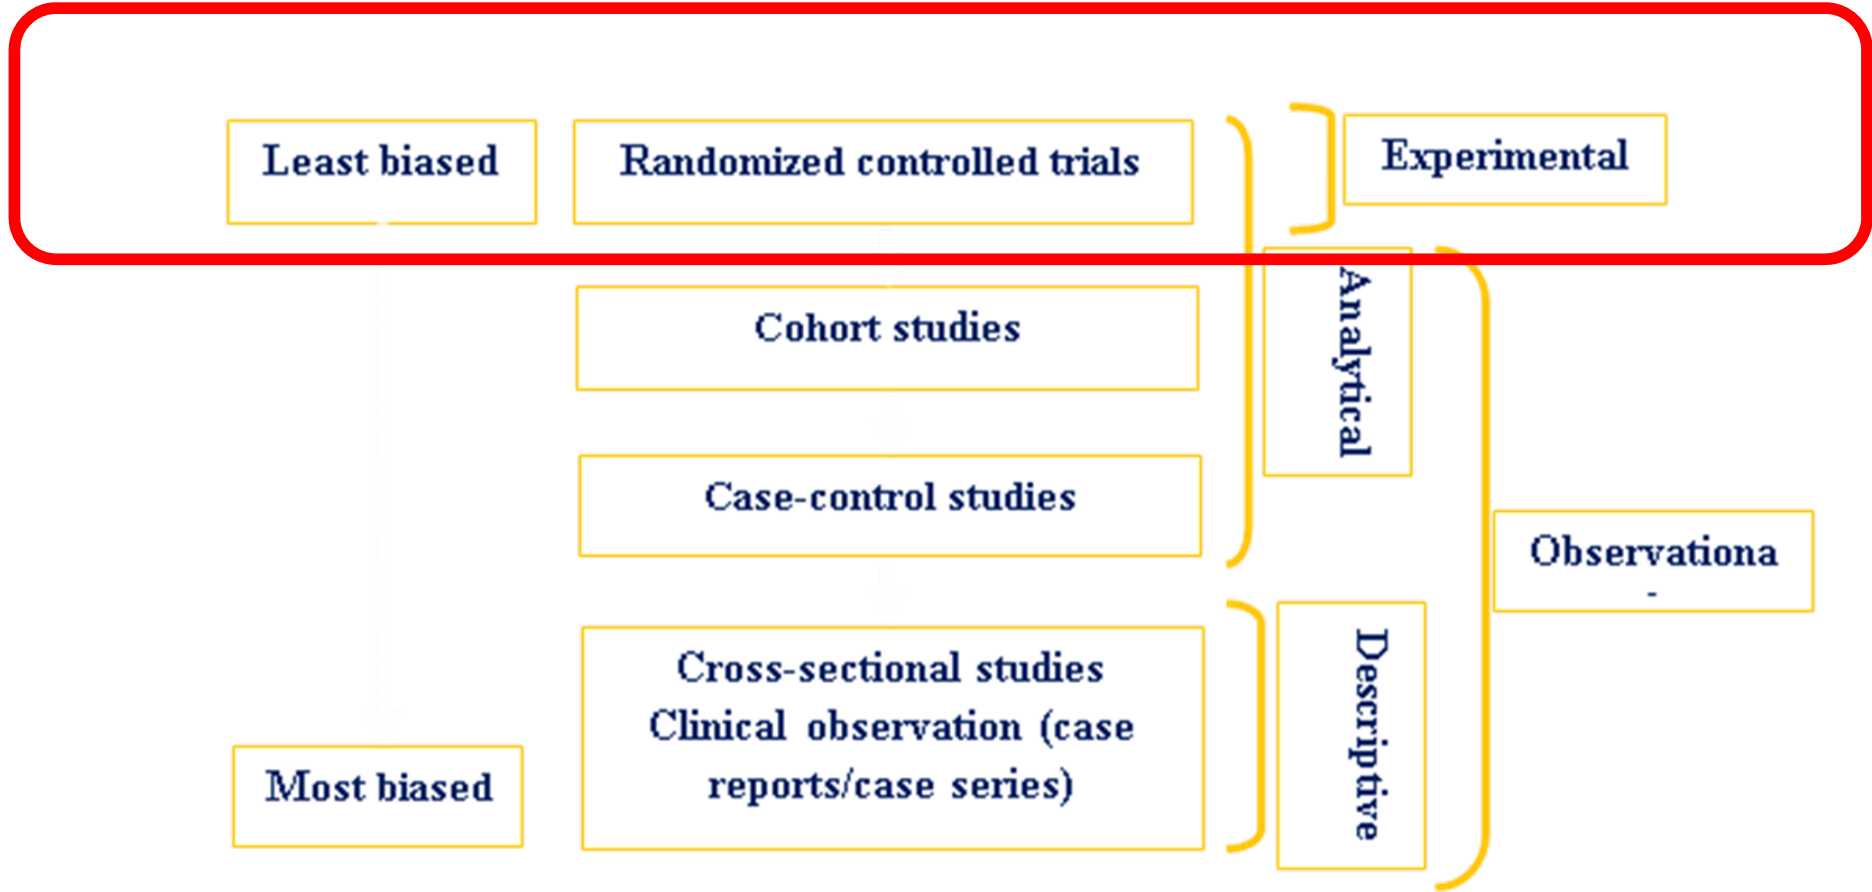 Least biased
Randomized controlled trials
Experimental
Cohort studies
Analytical
Case-control studies
Observationa
-
Cross-sectional studies
Clinical observation (case
reports/case series)
Descriptive
Most biased